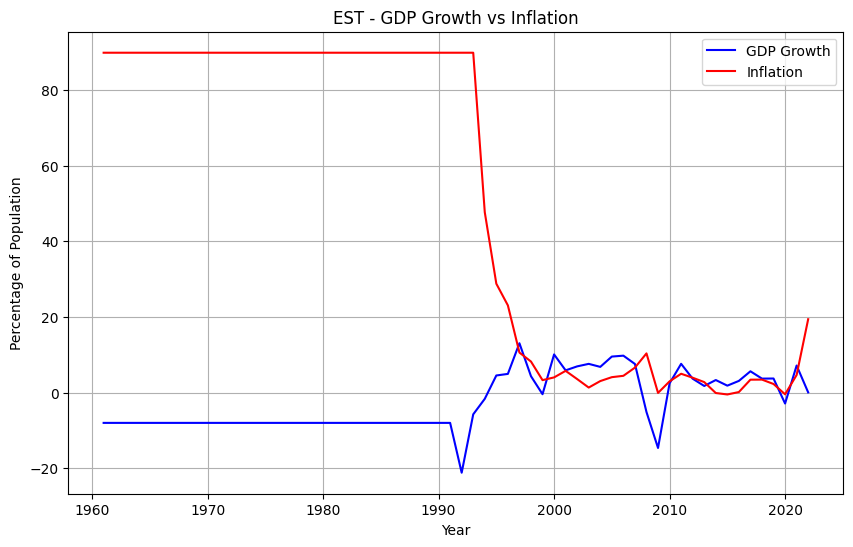 EST - GDP Growth vs Inflation
GDP Growth
Inflation
Percentage of Population
80
60
40
20
0
−20
1960 1970 1980 1990 2000 2010 2020
Year